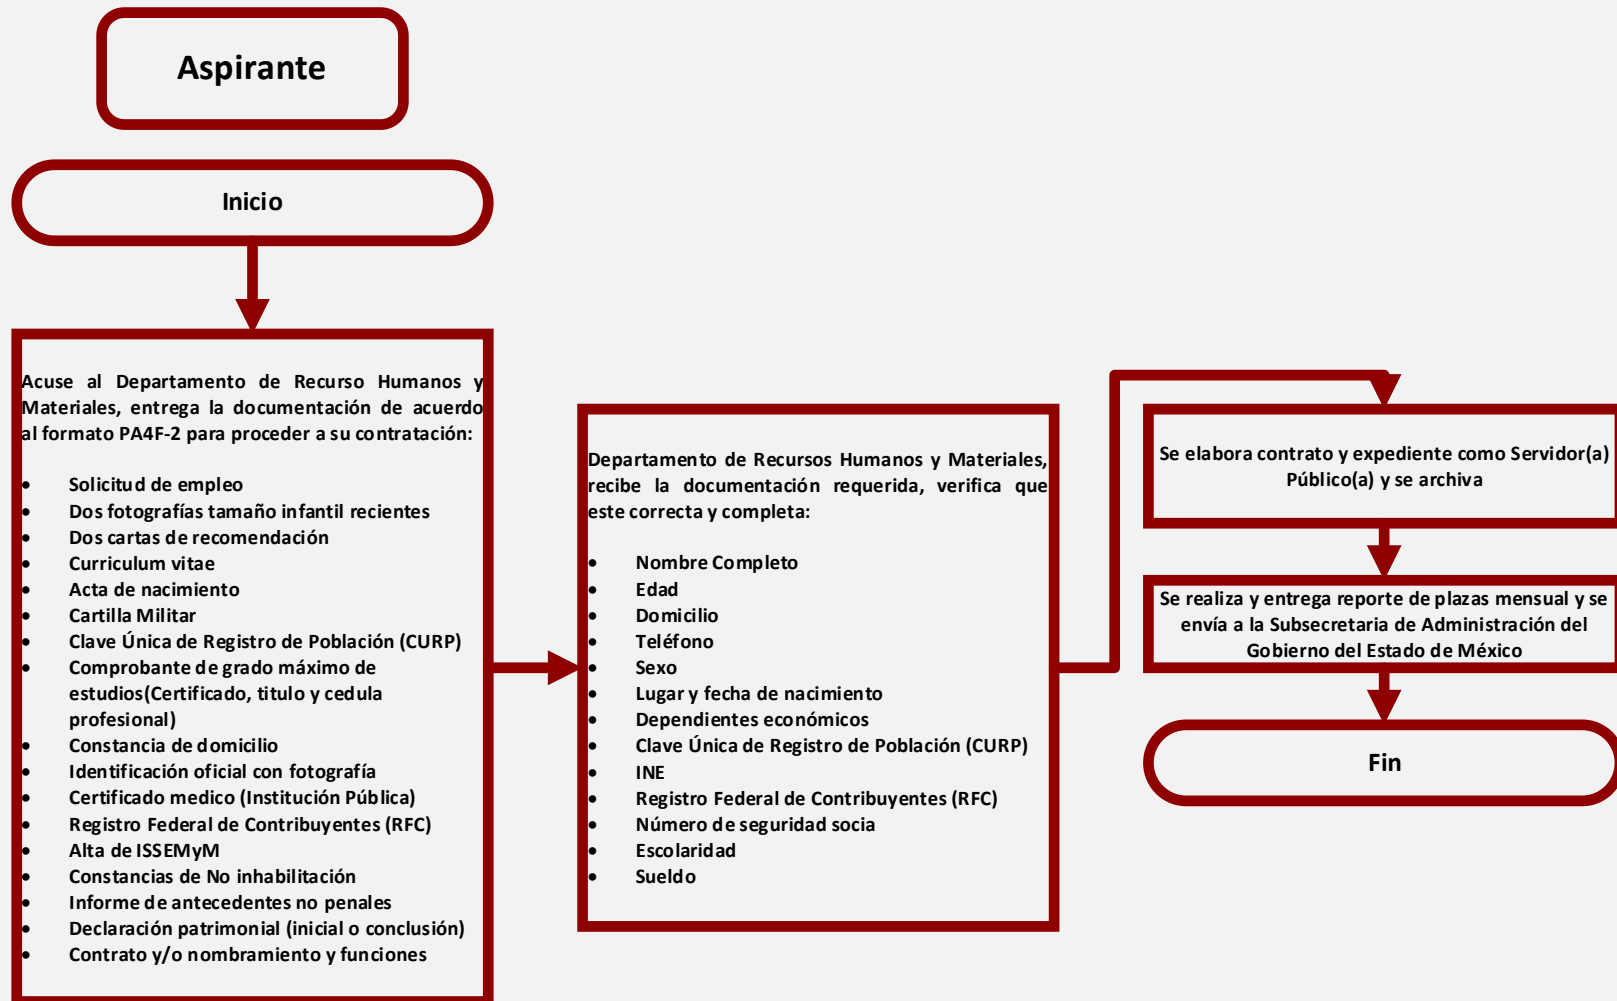 Aspirante
Inicio
Acuse al Departamento de Recurso Humanos y
Materiales, entrega la documentación de acuerdo
al formato PA4F-2 para proceder a su contratación:
• Solicitud de empleo
• Dos fotografías tamaño infantil recientes
• Dos cartas de recomendación
• Curriculum vitae
• Acta de nacimiento
• Cartilla Militar
• Clave Única de Registro de Población (CURP)
• Comprobante de grado máximo de
estudios(Certificado, titulo y cedula
profesional)
• Constancia de domicilio
• Identificación oficial con fotografía
• Certificado medico (Institución Pública)
• Registro Federal de Contribuyentes (RFC)
• Alta de ISSEMyM
• Constancias de No inhabilitación
• Informe de antecedentes no penales
• Declaración patrimonial (inicial o conclusión)
• Contrato y/o nombramiento y funciones
Departamento de Recursos Humanos y Materiales,
recibe la documentación requerida, verifica que
este correcta y completa:
• Nombre Completo
• Edad
• Domicilio
• Teléfono
• Sexo
• Lugar y fecha de nacimiento
• Dependientes económicos
• Clave Única de Registro de Población (CURP)
• INE
• Registro Federal de Contribuyentes (RFC)
• Número de seguridad socia
• Escolaridad
• Sueldo
Se elabora contrato y expediente como Servidor(a)
Público(a) y se archiva
Se realiza y entrega reporte de plazas mensual y se
envía a la Subsecretaria de Administración del
Gobierno del Estado de México
Fin